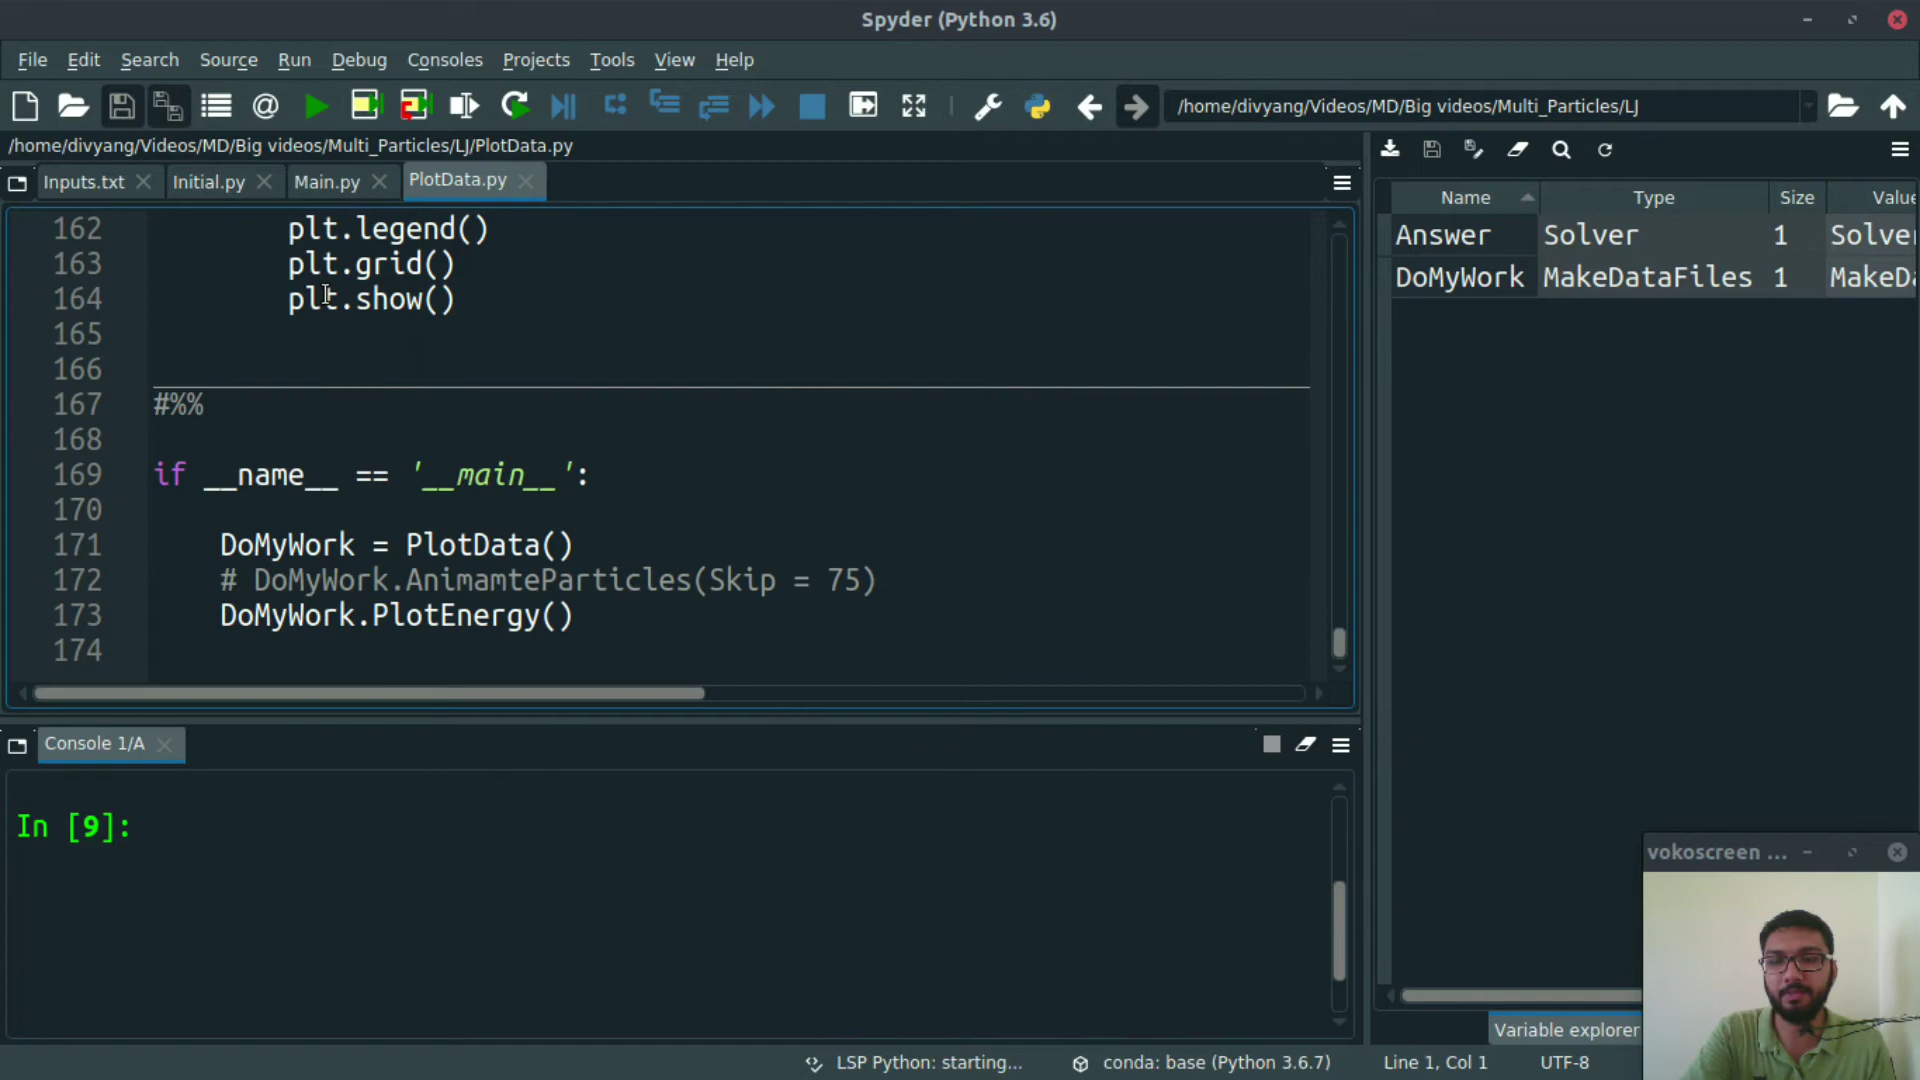 Spyder (Python 3.6)
File Edit Search Source Run Debug Consoles Projects Tools View Help
/home/divyang/Videos/MD/Big videos/Multi_Particles/LJ
/home/divyang/Videos/MD/Big videos/Multi_Particles/LJ/PlotData.py
Inputs.txt Initial.py Main.py PlotData.py
162 plt.legend()
163 plt.grid()
164 plt.show()
165
166
167 #%%
168
169 if __name__ == '__main__':
170
171 DoMyWork = PlotData()
172 # DoMyWork.AnimamteParticles(Skip = 75)
173 DoMyWork.PlotEnergy()
174
Name Type Size Value
Answer Solver 1 Solve
DoMyWork MakeDataFiles 1 MakeDa
Console 1/A
In [9]:
vokoscreen ...
Variable explorer
LSP Python: starting... conda: base (Python 3.6.7) Line 1, Col 1 UTF-8